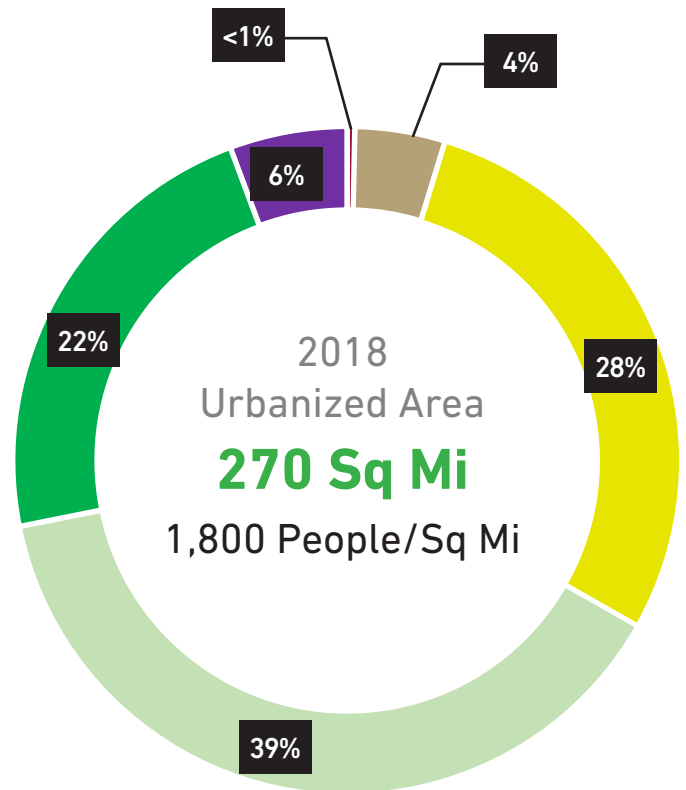 <1%
4%
6%
22%
28%
2018
Urbanized Area
270 Sq Mi
1,800 People/Sq Mi
39%